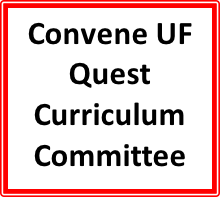 Convene UF
Quest
Curriculum
Committee